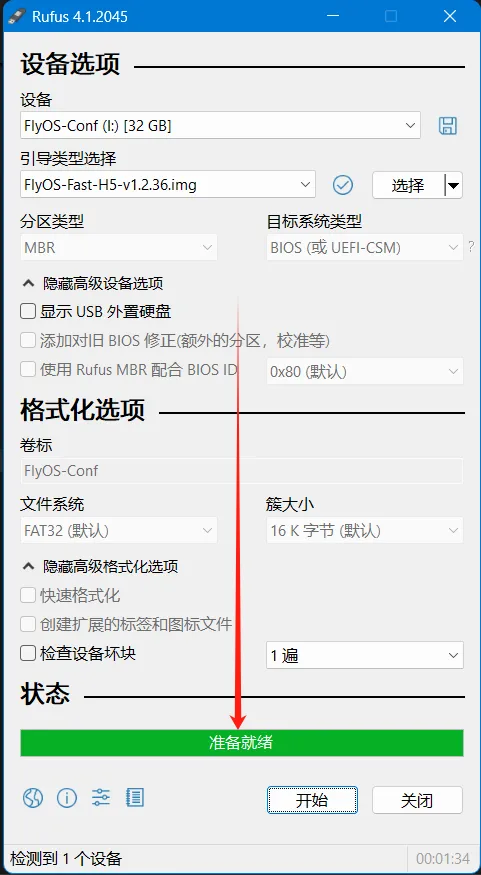 Rufus 4.1.2045
设备选项
设备
FlyOS-Conf (I:) [32 GB]
引导类型选择
FlyOS-Fast-H5-v1.2.36.img
选择
分区类型
目标系统类型
MBR
BIOS (或 UEFI-CSM)
?
隐藏高级设备选项
显示 USB 外置硬盘
添加对旧 BIOS 修正(额外的分区，校准等)
使用 Rufus MBR 配合 BIOS ID
0x80 (默认)
格式化选项
卷标
FlyOS-Conf
文件系统
簇大小
FAT32 (默认)
16 K 字节 (默认)
隐藏高级格式化选项
快速格式化
创建扩展的标签和图标文件
检查设备坏块
1 遍
状态
准备就绪
开始
关闭
检测到 1 个设备
00:01:34